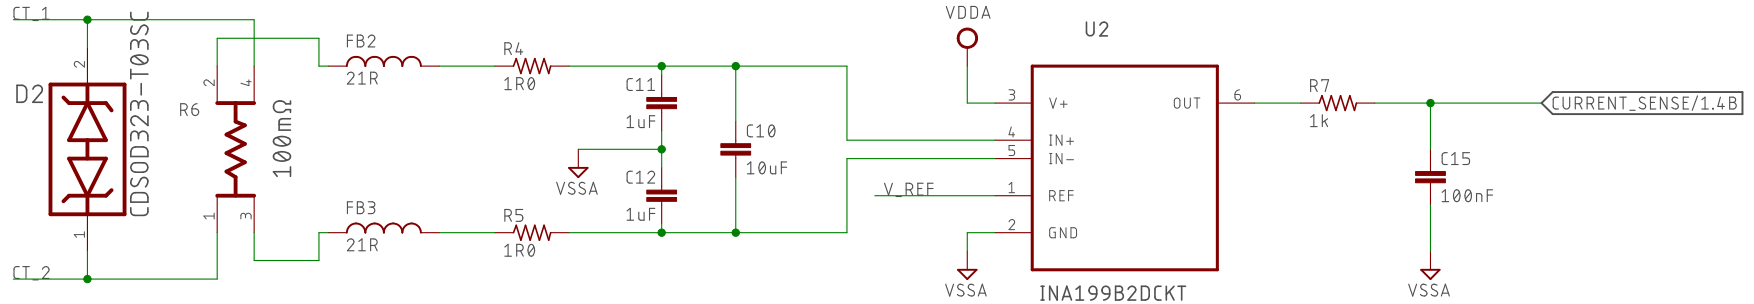 CT_1
CT_2
D2
CDSOD323-T03SC
2
1
R6
100mΩ
2
4
1
3
FB2
21R
FB3
21R
R4
1R0
R5
1R0
C11
1uF
C12
1uF
VSSA
C10
10uF
VDDA
U2
3
V+
4
IN+
5
IN-
V_REF
1
REF
2
GND
VSSA
OUT
6
INA199B2DCKT
R7
1k
CURRENT_SENSE/1.4B
C15
100nF
VSSA